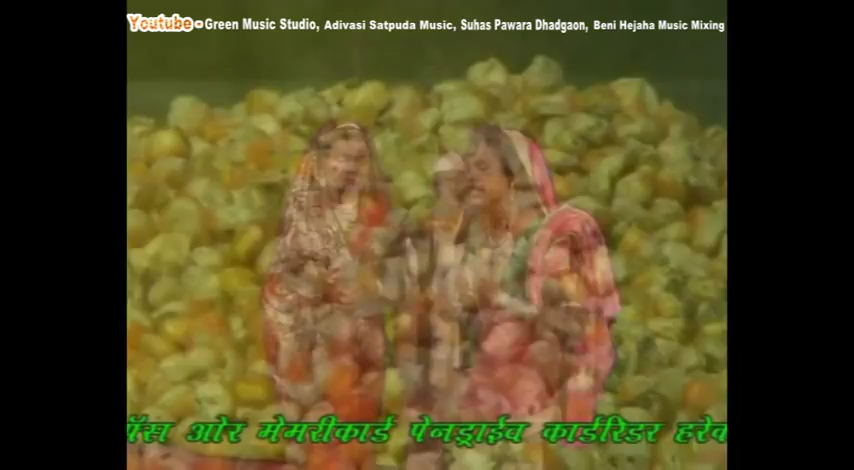 Youtube - Green Music Studio, Adivasi Satpuda Music, Suhas Pawara Dhadgaon, Beni Hejaha Music Mixing
पॅास ओर मेमरीकार्ड पेनड्राईव कार्डरिडर हरेक